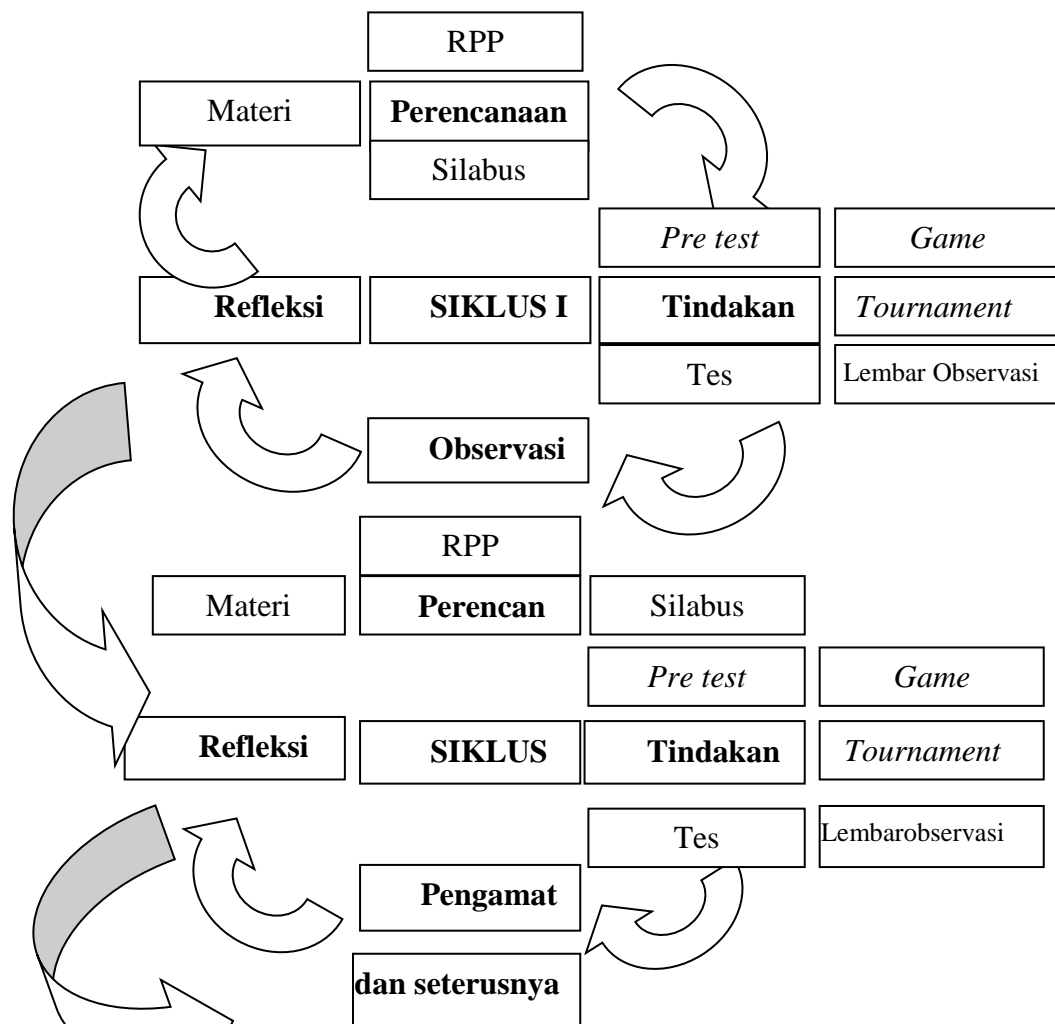 RPP
Materi
Perencanaan
Silabus
Pre test
Game
Refleksi
SIKLUS I
Tindakan
Tournament
Tes
Lembar Observasi
Observasi
RPP
Materi
Perencan
Silabus
Pre test
Game
Refleksi
SIKLUS
Tindakan
Tournament
Tes
Lembarobservasi
Pengamat
dan seterusnya